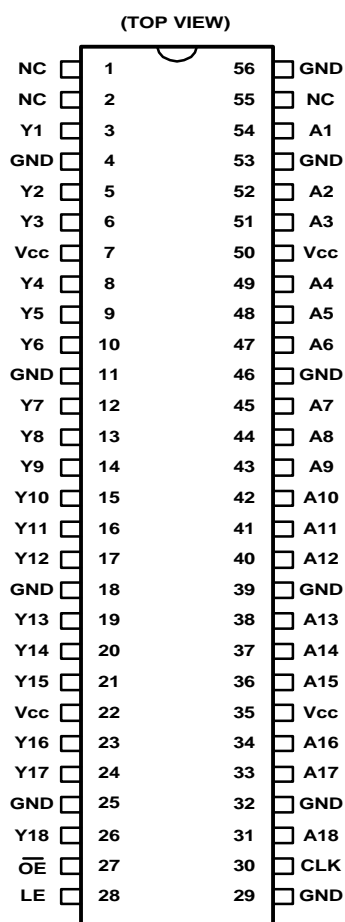 (TOP VIEW)
NC 1 56 GND
NC 2 55 NC
Y1 3 54 A1
GND 4 53 GND
Y2 5 52 A2
Y3 6 51 A3
Vcc 7 50 Vcc
Y4 8 49 A4
Y5 9 48 A5
Y6 10 47 A6
GND 11 46 GND
Y7 12 45 A7
Y8 13 44 A8
Y9 14 43 A9
Y10 15 42 A10
Y11 16 41 A11
Y12 17 40 A12
GND 18 39 GND
Y13 19 38 A13
Y14 20 37 A14
Y15 21 36 A15
Vcc 22 35 Vcc
Y16 23 34 A16
Y17 24 33 A17
GND 25 32 GND
Y18 26 31 A18
O̅E̅ 27 30 CLK
LE 28 29 GND